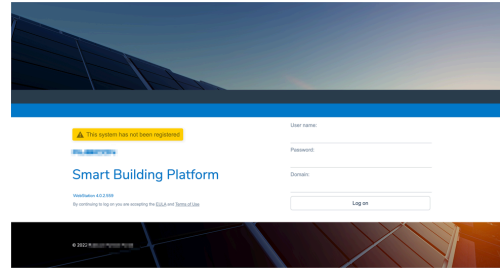 This system has not been registered
Smart Building Platform
WebStation 4.0.2.559
By continuing to log on you are accepting the EULA and Terms of Use
User name:
Password:
Domain:
Log on
© 2022